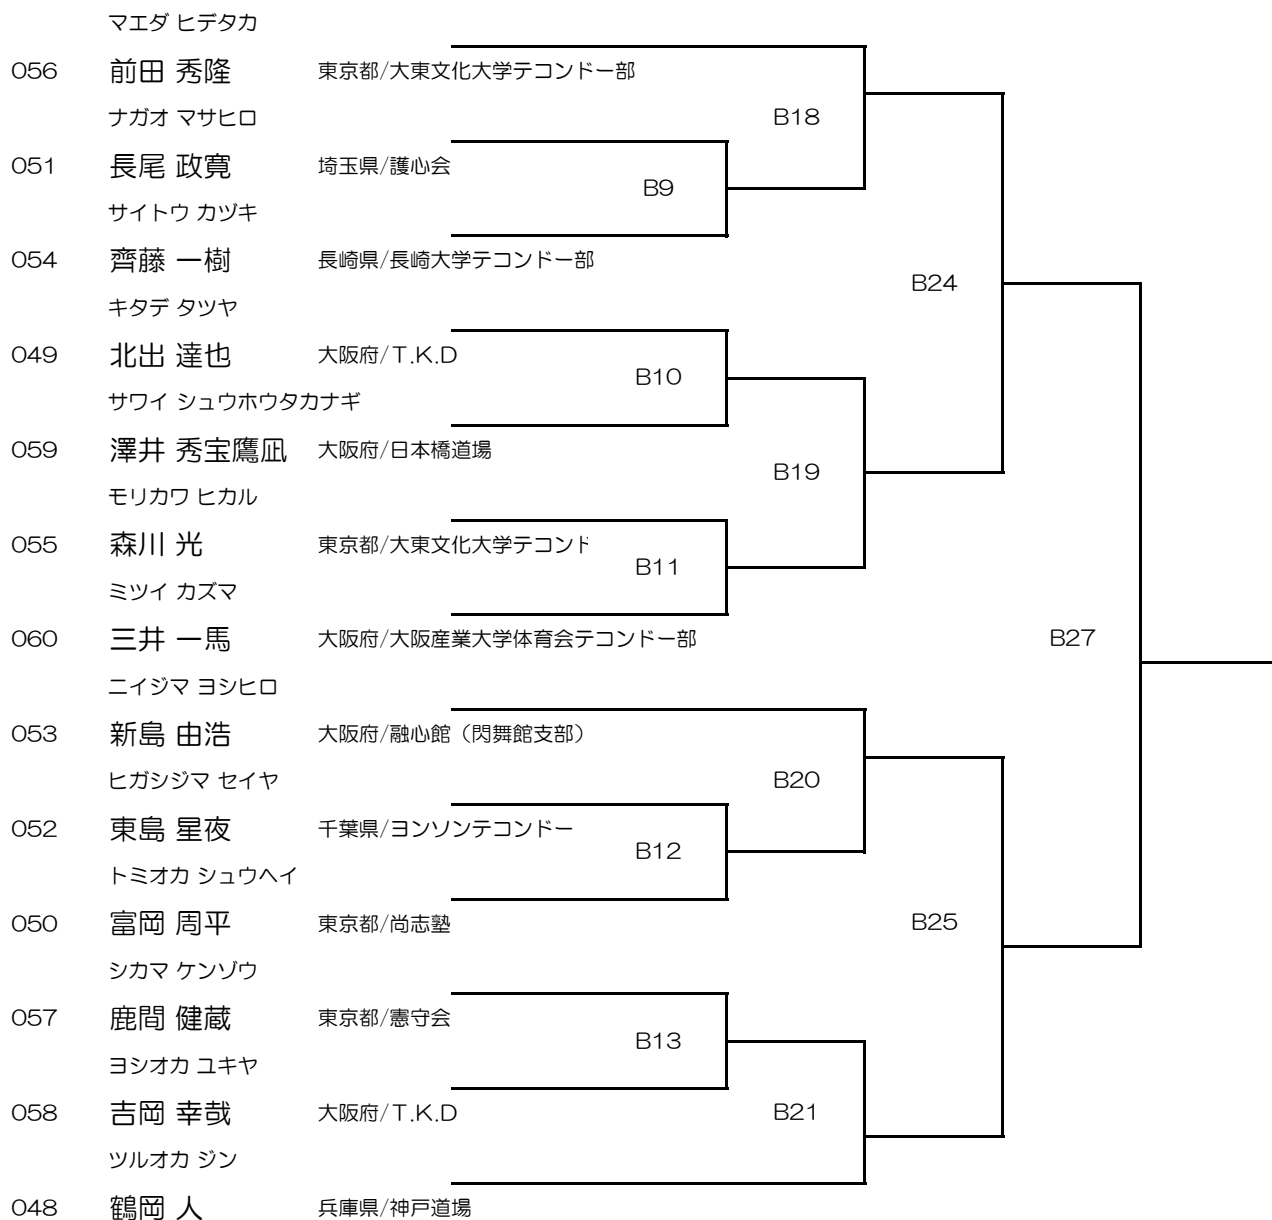 マエダ ヒデタカ
056 前田 秀隆 東京都/大東文化大学テコンドー部
ナガオ マサヒロ B18
051 長尾 政寛 埼玉県/護心会
B9
サイトウ カヅキ
054 齊藤 一樹 長崎県/長崎大学テコンドー部
B24
キタデ タツヤ
049 北出 達也 大阪府/T.K.D
B10
サワイ シュウホウタカナギ
059 澤井 秀宝鷹凪 大阪府/日本橋道場
B19
モリカワ ヒカル
055 森川 光 東京都/大東文化大学テコンド
B11
ミツイ カズマ
060 三井 一馬 大阪府/大阪産業大学体育会テコンドー部 B27
ニイジマ ヨシヒロ
053 新島 由浩 大阪府/融心館（閃舞館支部）
ヒガシジマ セイヤ B20
052 東島 星夜 千葉県/ヨンソンテコンドー
B12
トミオカ シュウヘイ
050 富岡 周平 東京都/尚志塾 B25
シカマ ケンゾウ
057 鹿間 健蔵 東京都/憲守会
B13
ヨシオカ ユキヤ
058 吉岡 幸哉 大阪府/T.K.D B21
ツルオカ ジン
048 鶴岡 人 兵庫県/神戸道場